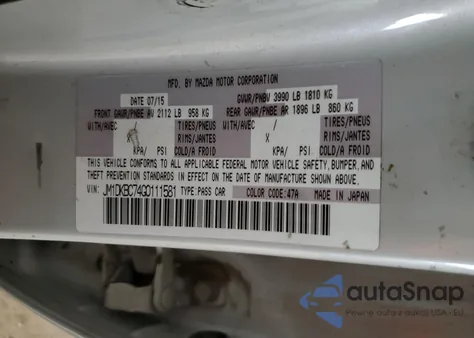 MFD. BY MAZDA MOTOR CORPORATION
DATE 07/15 GVWR/PNBV 3990 LB 1810 KG
FRONT GAWR/PNBE AV 2112 LB 958 KG REAR GAWR/PNBE AR 1896 LB 860 KG
WITH/AVEC TIRES/PNEUS WITH/AVEC TIRES/PNEUS
X RIMS/JANTES X RIMS/JANTES
KPA/ PSI COLD/A FROID KPA/ PSI COLD/A FROID
THIS VEHICLE CONFORMS TO ALL APPLICABLE FEDERAL MOTOR VEHICLE SAFETY, BUMPER, AND
THEFT PREVENTION STANDARDS IN EFFECT ON THE DATE OF MANUFACTURE SHOWN ABOVE.
VIN: JM1DKBC74G0111581 TYPE:PASS CAR COLOR CODE:47A MADE IN JAPAN
autoSnap